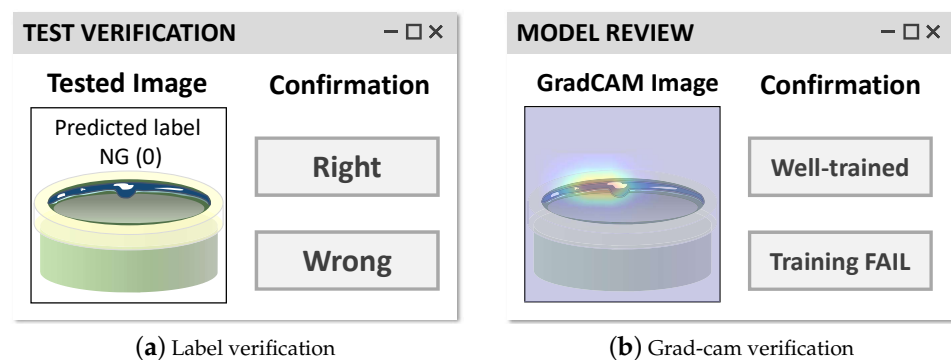 TEST VERIFICATION
Tested Image
Confirmation
Predicted label
NG (0)
Right
Wrong
(a) Label verification
MODEL REVIEW
GradCAM Image
Confirmation
Well-trained
Training FAIL
(b) Grad-cam verification